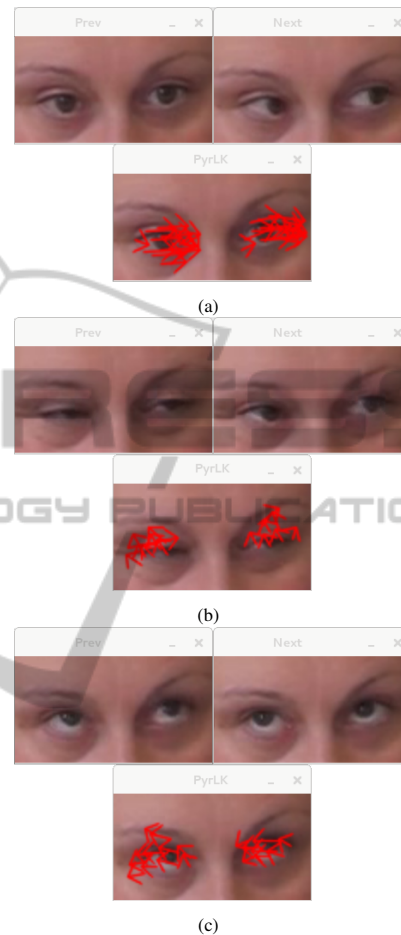 Prev – × Next – ×
PyrLK – ×
(a)
Prev – × Next – ×
PyrLK – ×
(b)
Prev – × Next – ×
PyrLK – ×
(c)